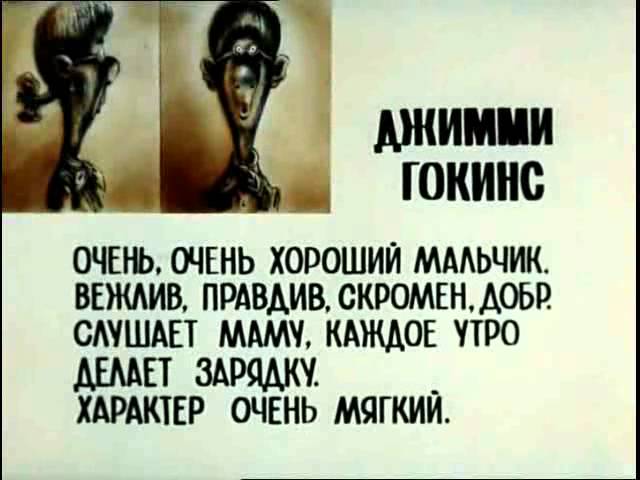 ДЖИММИ
ГОКИНС
ОЧЕНЬ, ОЧЕНЬ ХОРОШИЙ МАЛЬЧИК.
ВЕЖЛИВ, ПРАВДИВ, СКРОМЕН, ДОБР.
СЛУШАЕТ МАМУ, КАЖДОЕ УТРО
ДЕЛАЕТ ЗАРЯДКУ.
ХАРАКТЕР ОЧЕНЬ МЯГКИЙ.